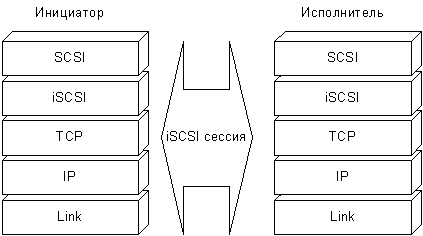 Инициатор
Исполнитель
SCSI
SCSI
iSCSI
iSCSI
TCP
iSCSI сессия
TCP
IP
IP
Link
Link